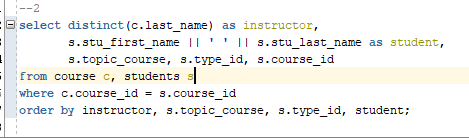 --2
select distinct(c.last_name) as instructor,
s.stu_first_name || ' ' || s.stu_last_name as student,
s.topic_course, s.type_id, s.course_id
from course c, students s
where c.course_id = s.course_id
order by instructor, s.topic_course, s.type_id, student;